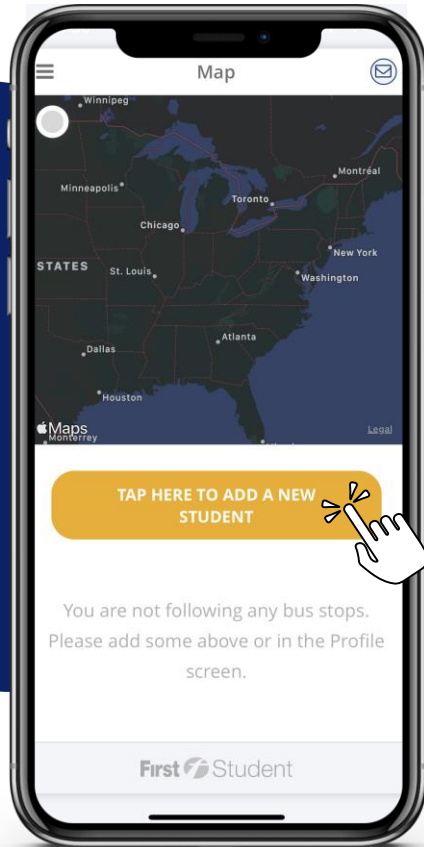 Map
Winnipeg
Montréal
Minneapolis
Toronto
Chicago
New York
STATES
St. Louis
Washington
Atlanta
Dallas
Houston
Maps
Legal
Monterrey
TAP HERE TO ADD A NEW
STUDENT
You are not following any bus stops.
Please add some above or in the Profile
screen.
First Student